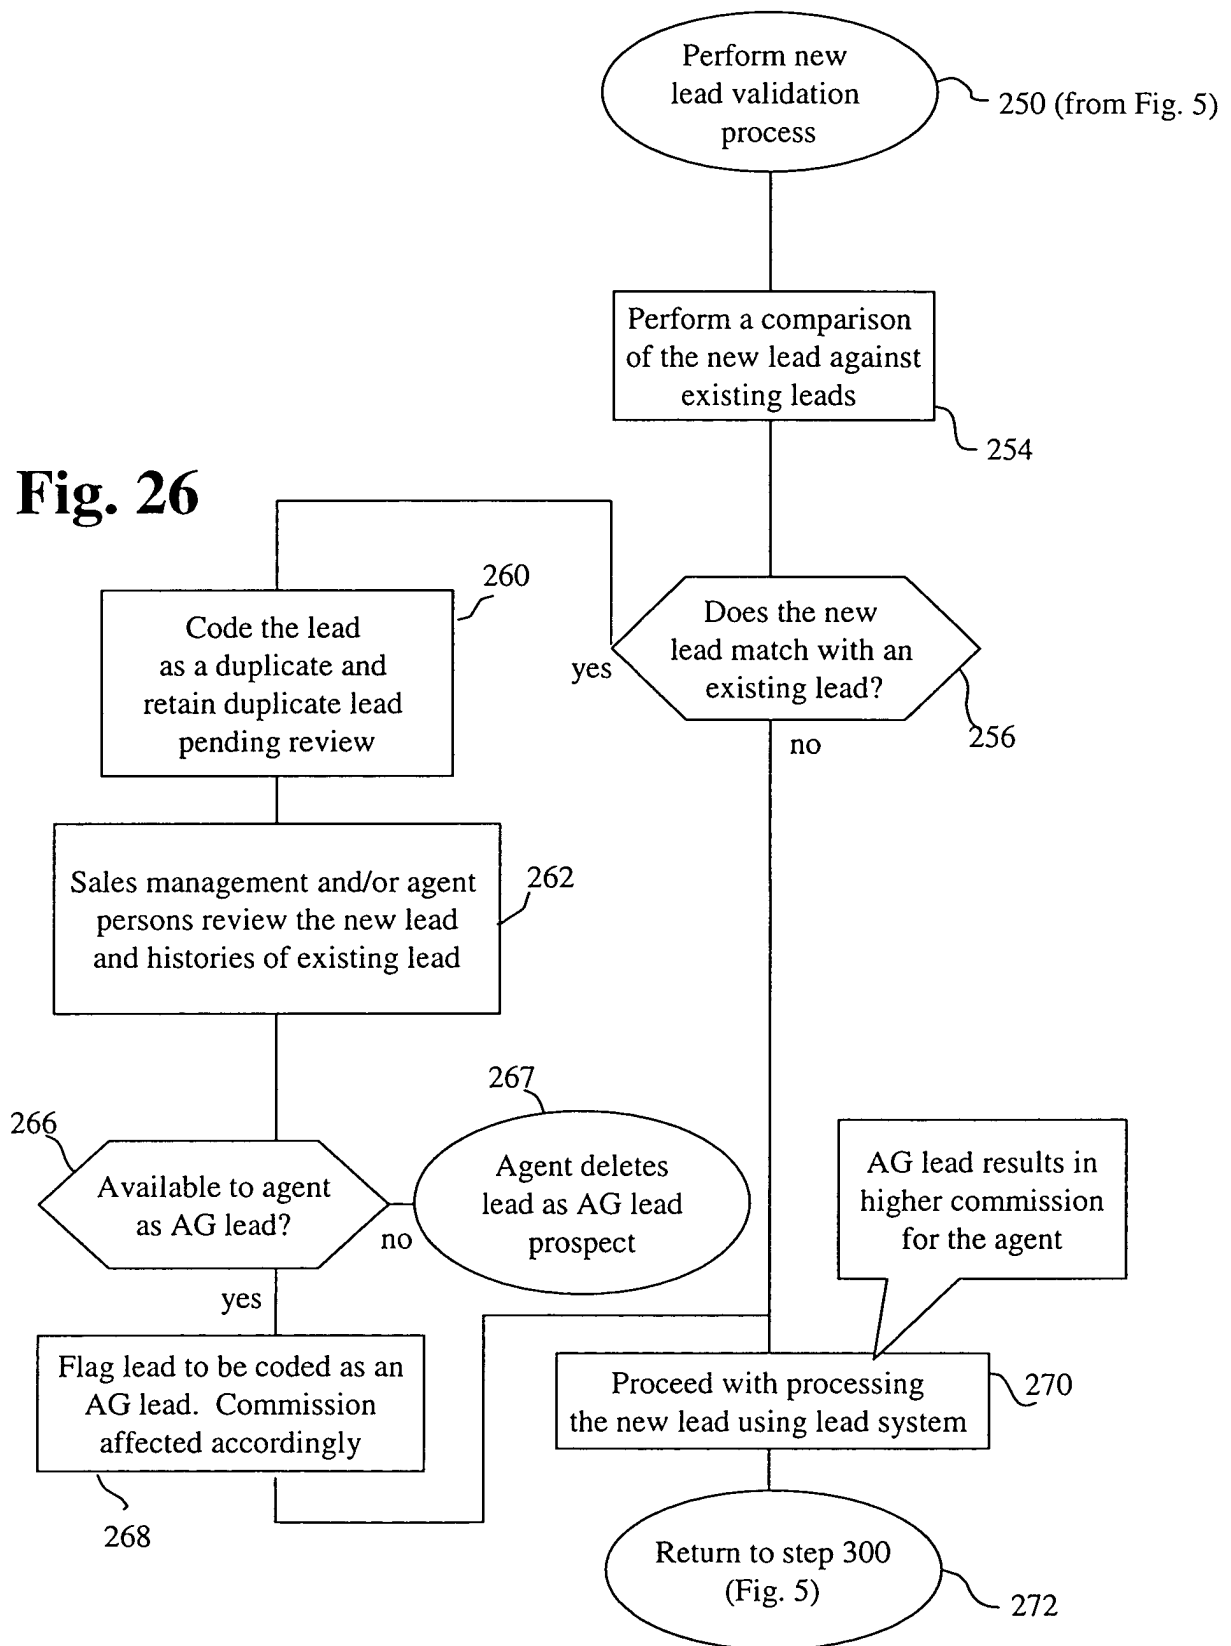 Perform new
lead validation
process
250 (from Fig. 5)
Perform a comparison
of the new lead against
existing leads
254
Fig. 26
260
Code the lead
as a duplicate and
retain duplicate lead
pending review
Does the new
lead match with an
existing lead?
yes
256
no
Sales management and/or agent
persons review the new lead
and histories of existing lead
262
267
266
Available to agent
as AG lead?
no
Agent deletes
lead as AG lead
prospect
AG lead results in
higher commission
for the agent
yes
Flag lead to be coded as an
AG lead. Commission
affected accordingly
268
Proceed with processing
the new lead using lead system
270
Return to step 300
(Fig. 5)
272